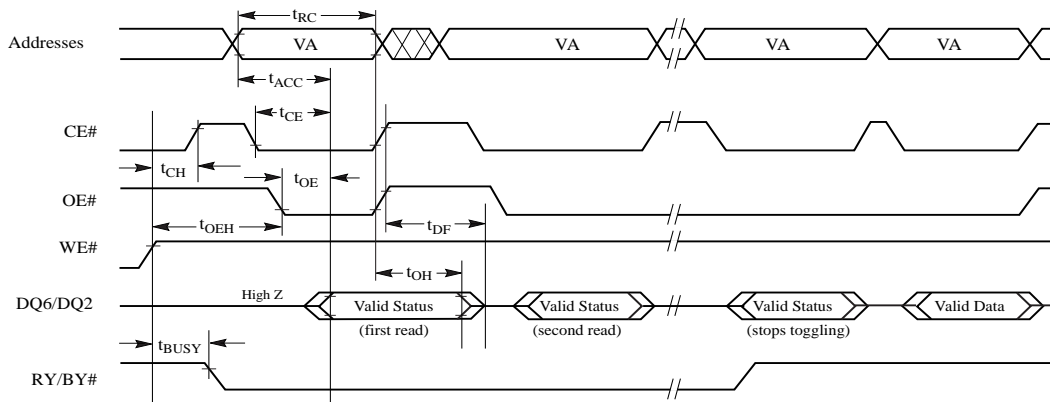 tRC
Addresses VA VA VA VA
tACC
tCE
CE#
tCH tOE
OE#
tOEH tDF
WE#
tOH
High Z
DQ6/DQ2 Valid Status Valid Status Valid Status Valid Data
(first read) (second read) (stops toggling)
tBUSY
RY/BY#